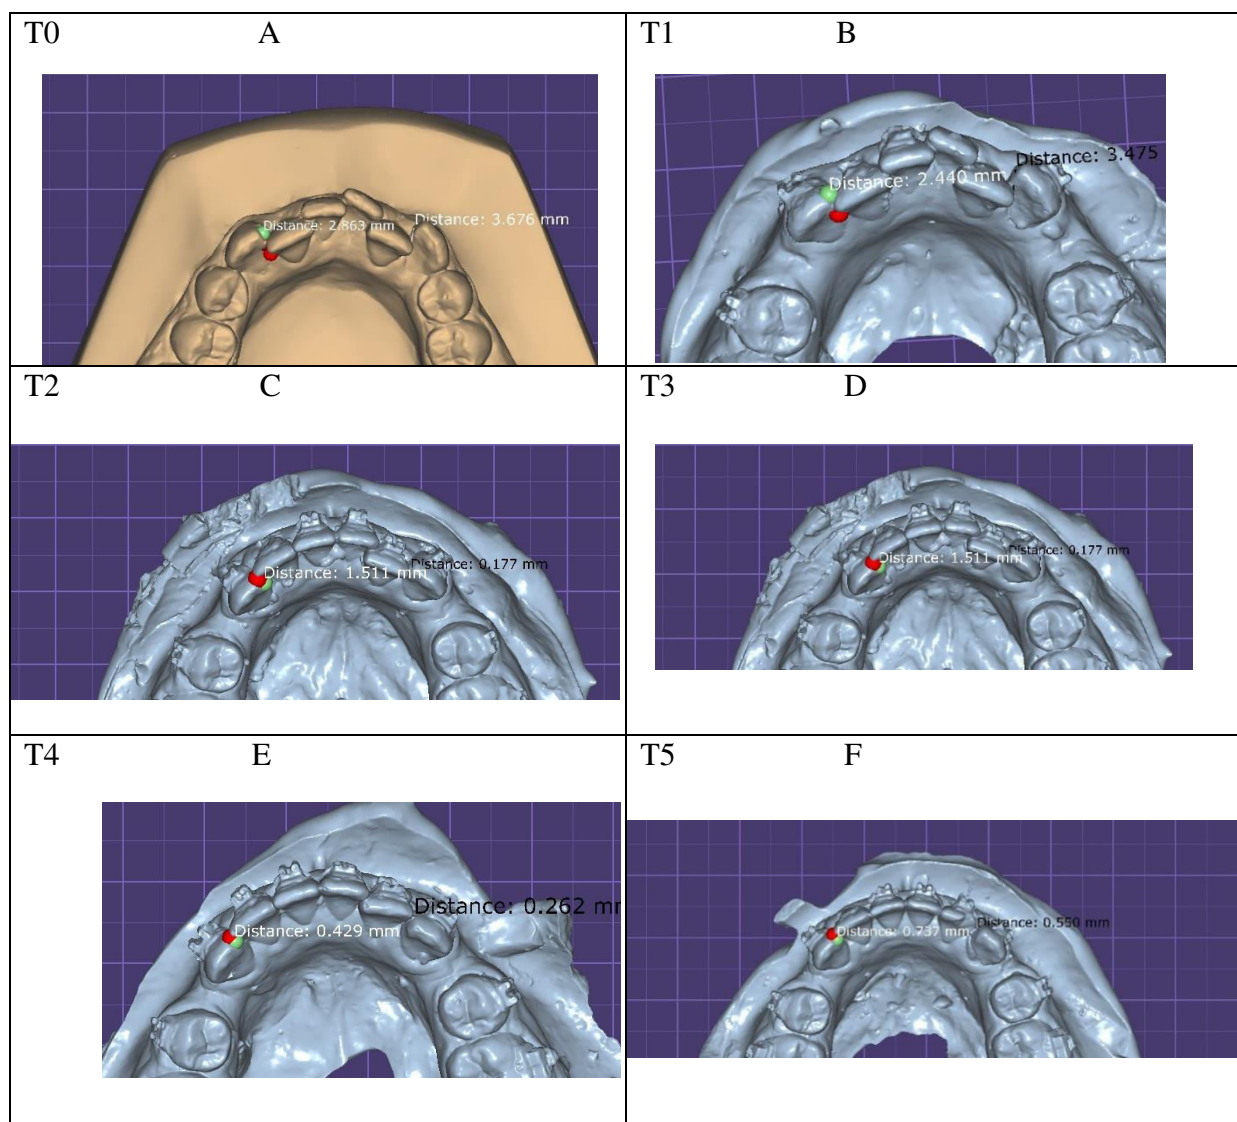 T0 A
Distance: 2.863 mm
Distance: 3.676 mm
T1 B
Distance: 2.440 mm
Distance: 3.475
T2 C
Distance: 1.511 mm
Distance: 0.177 mm
T3 D
Distance: 1.511 mm
Distance: 0.177 mm
T4 E
Distance: 0.429 mm
Distance: 0.262 mm
T5 F
Distance: 0.737 mm
Distance: 0.550 mm